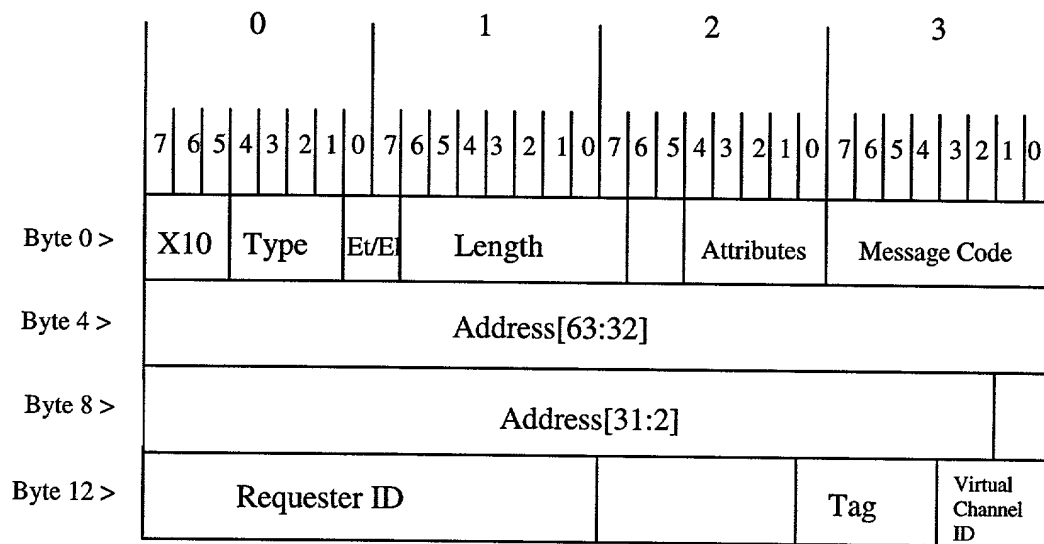 0 1 2 3
7 6 5 4 3 2 1 0 7 6 5 4 3 2 1 0 7 6 5 4 3 2 1 0 7 6 5 4 3 2 1 0
Byte 0 > X10 Type Et/El Length Attributes Message Code
Byte 4 > Address[63:32]
Byte 8 > Address[31:2]
Byte 12 > Requester ID Tag Virtual
Channel
ID